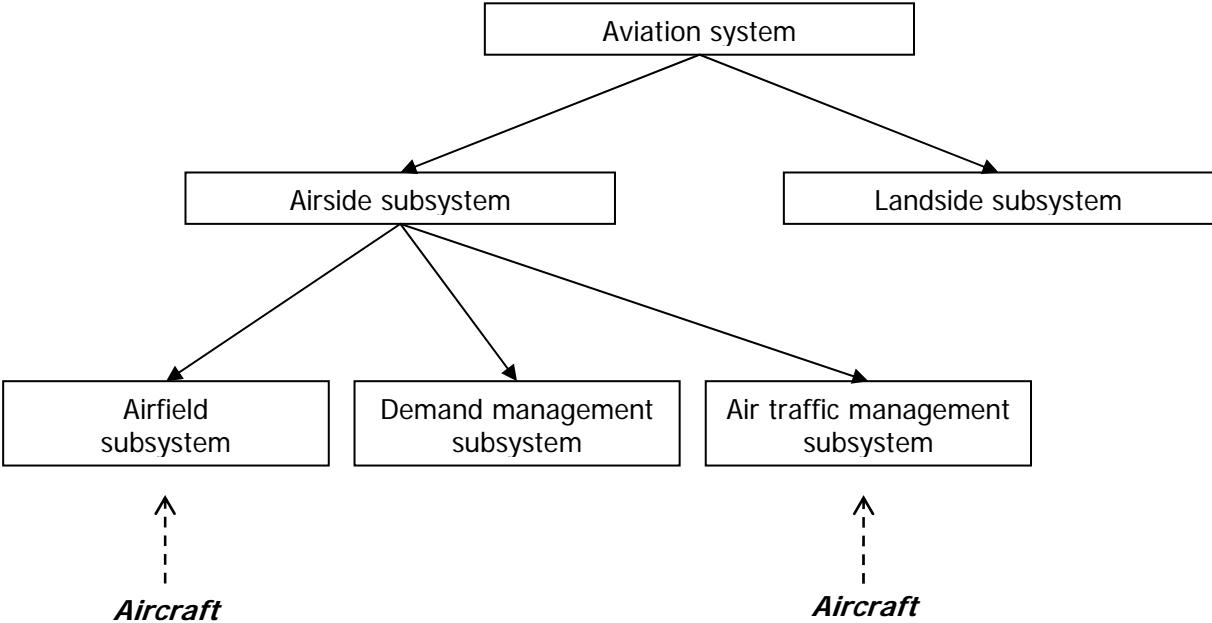 Aviation system
Airside subsystem
Landside subsystem
Airfield
subsystem
Demand management
subsystem
Air traffic management
subsystem
Aircraft
Aircraft